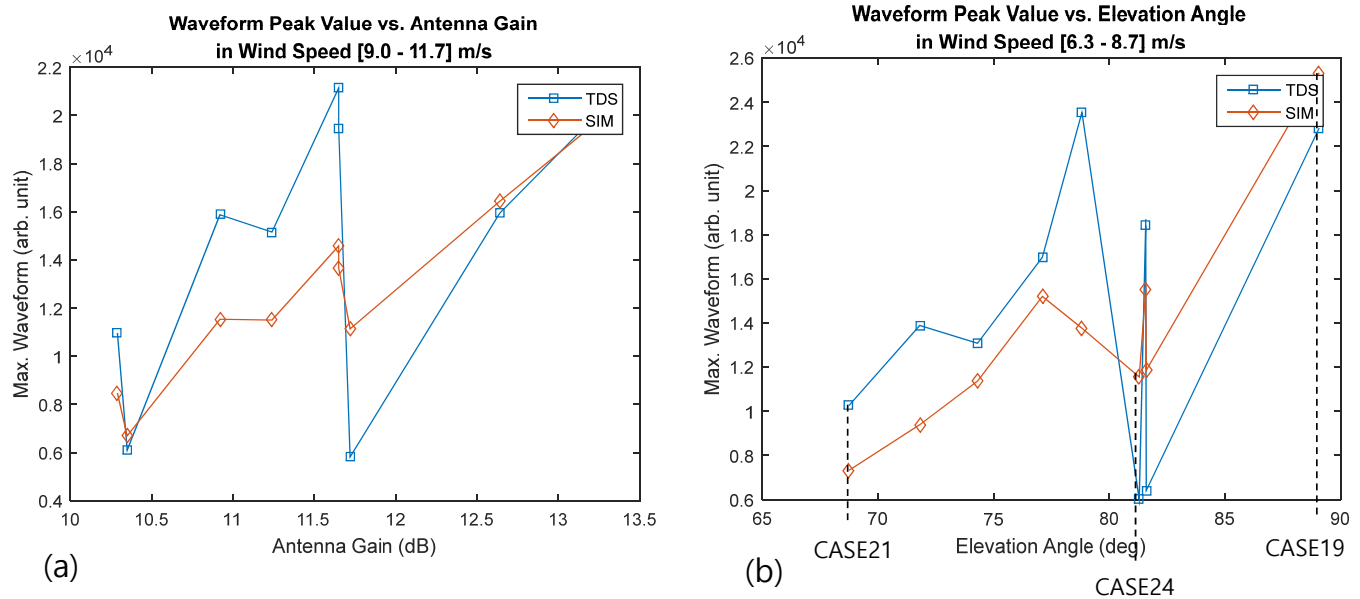 Waveform Peak Value vs. Antenna Gain
in Wind Speed [9.0 - 11.7] m/s
×10⁴
2.2
2
1.8
1.6
1.4
1.2
1
0.8
0.6
0.4
10
10.5
11
11.5
12
12.5
13
13.5
Max. Waveform (arb. unit)
Antenna Gain (dB)
TDS
SIM
(a)
Waveform Peak Value vs. Elevation Angle
in Wind Speed [6.3 - 8.7] m/s
×10⁴
2.6
2.4
2.2
2
1.8
1.6
1.4
1.2
1
0.8
0.6
65
70
75
80
85
90
Max. Waveform (arb. unit)
Elevation Angle (deg)
TDS
SIM
CASE21
CASE24
CASE19
(b)